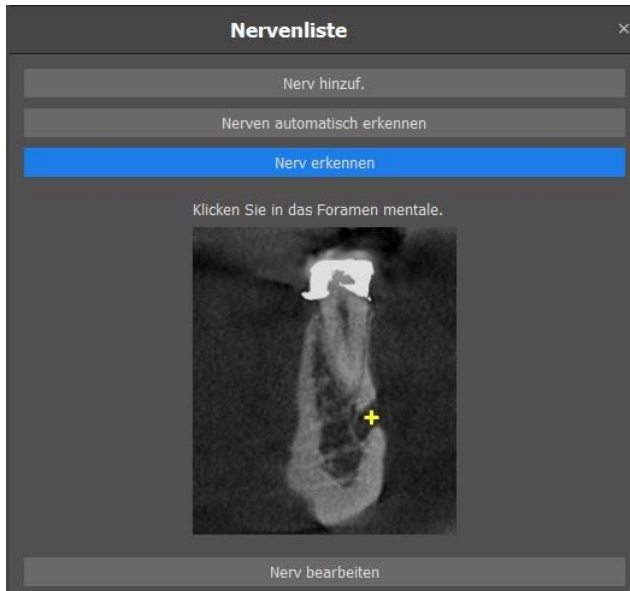 Nervenliste
Nerv hinzuf.
Nerven automatisch erkennen
Nerv erkennen
Klicken Sie in das Foramen mentale.
Nerv bearbeiten